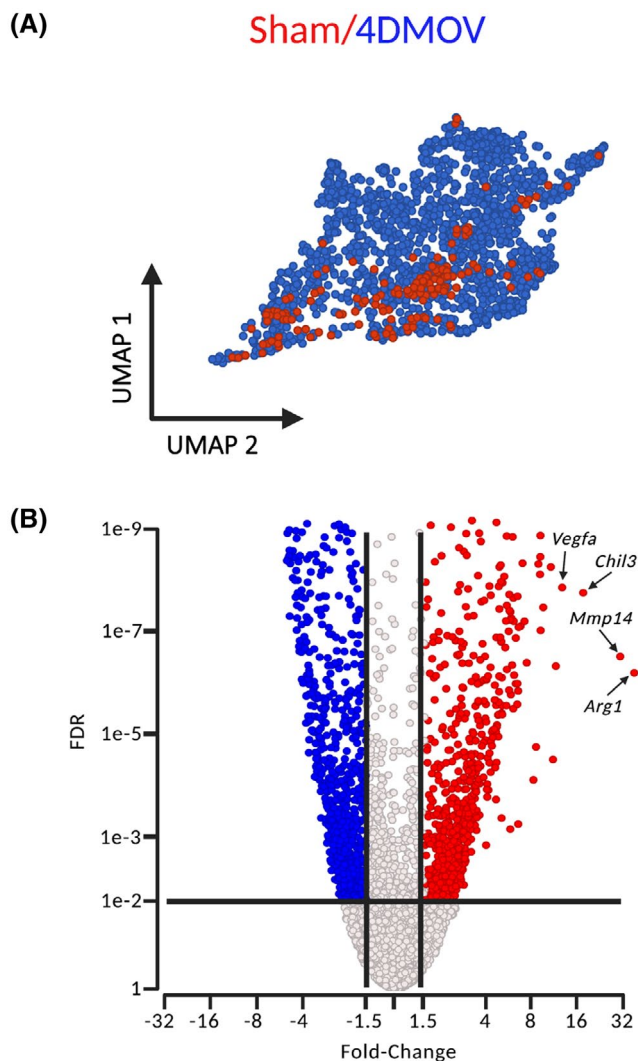 (A)
Sham/4DMOV
UMAP 1
UMAP 2
(B)
1e-9
1e-7
1e-5
1e-3
1e-2
1
FDR
Vegfa
Chil3
Mmp14
Arg1
-32 -16 -8 -4 -1.5 1.5 4 8 16 32
Fold-Change